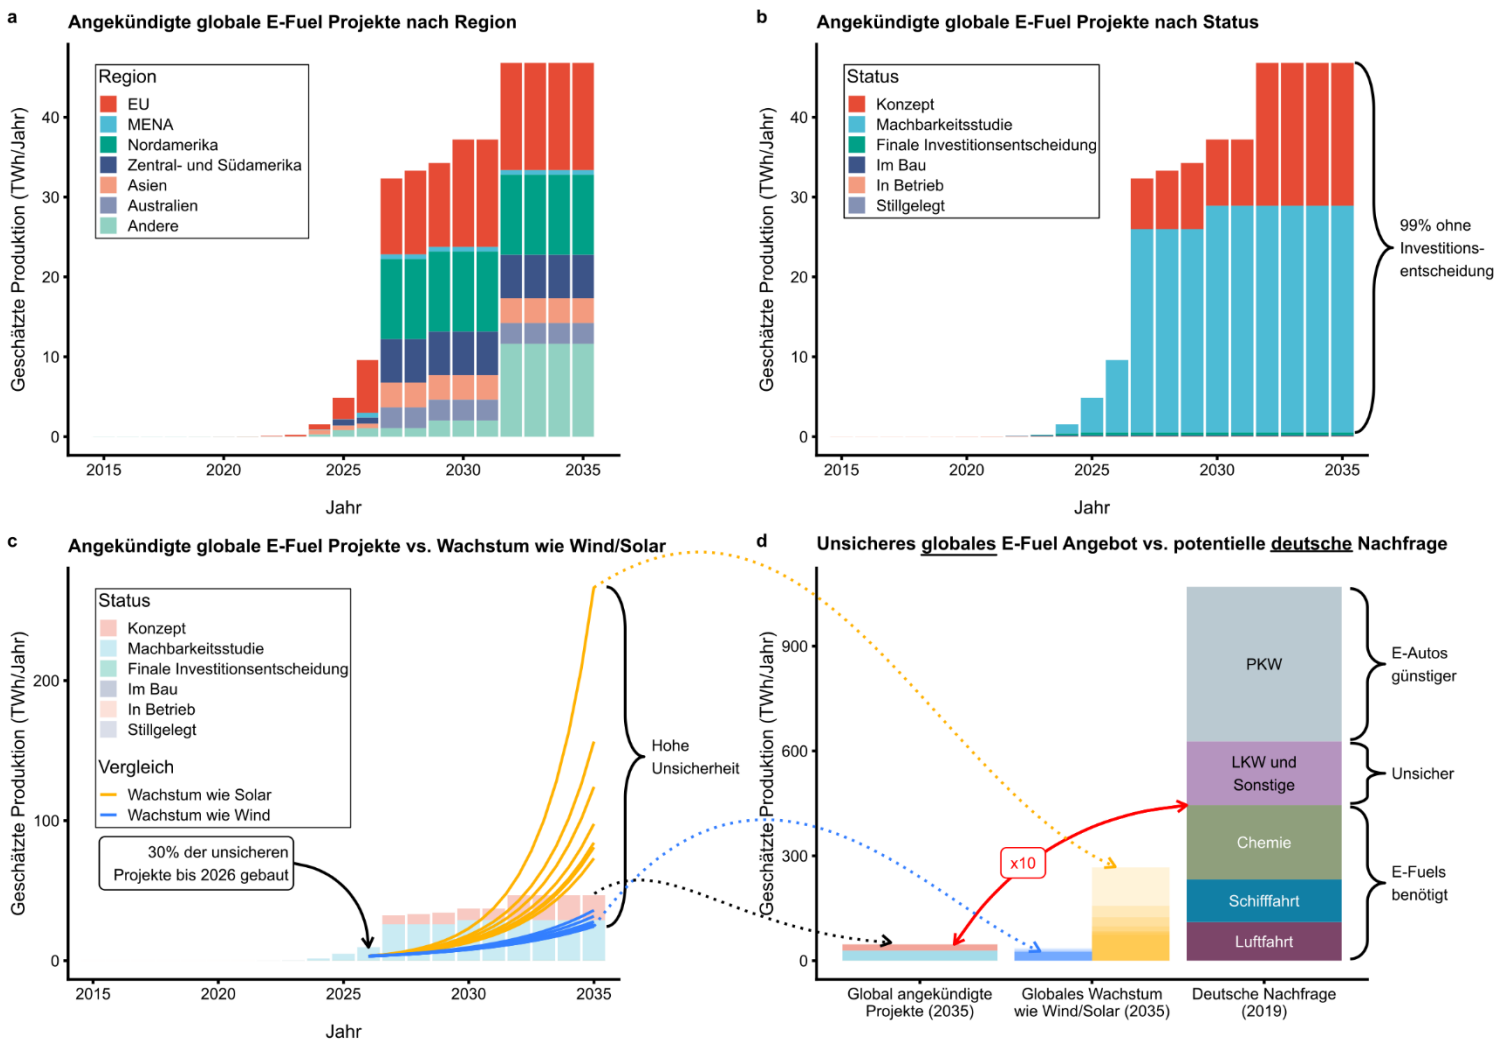 a
Angekündigte globale E-Fuel Projekte nach Region
Geschätzte Produktion (TWh/Jahr)
40
30
20
10
0
Region
EU
MENA
Nordamerika
Zentral- und Südamerika
Asien
Australien
Andere
2015
2020
2025
2030
2035
Jahr
b
Angekündigte globale E-Fuel Projekte nach Status
Geschätzte Produktion (TWh/Jahr)
40
30
20
10
0
Status
Konzept
Machbarkeitsstudie
Finale Investitionsentscheidung
Im Bau
In Betrieb
Stillgelegt
99% ohne
Investitions-
entscheidung
2015
2020
2025
2030
2035
Jahr
c
Angekündigte globale E-Fuel Projekte vs. Wachstum wie Wind/Solar
Geschätzte Produktion (TWh/Jahr)
200
100
0
Status
Konzept
Machbarkeitsstudie
Finale Investitionsentscheidung
Im Bau
In Betrieb
Stillgelegt
Vergleich
Wachstum wie Solar
Wachstum wie Wind
30% der unsicheren
Projekte bis 2026 gebaut
Hohe
Unsicherheit
2015
2020
2025
2030
2035
Jahr
d
Unsicheres globales E-Fuel Angebot vs. potentielle deutsche Nachfrage
Geschätzte Produktion (TWh/Jahr)
900
600
300
0
x10
PKW
LKW und
Sonstige
Chemie
Schifffahrt
Luftfahrt
E-Autos
günstiger
Unsicher
E-Fuels
benötigt
Global angekündigte
Projekte (2035)
Globales Wachstum
wie Wind/Solar (2035)
Deutsche Nachfrage
(2019)